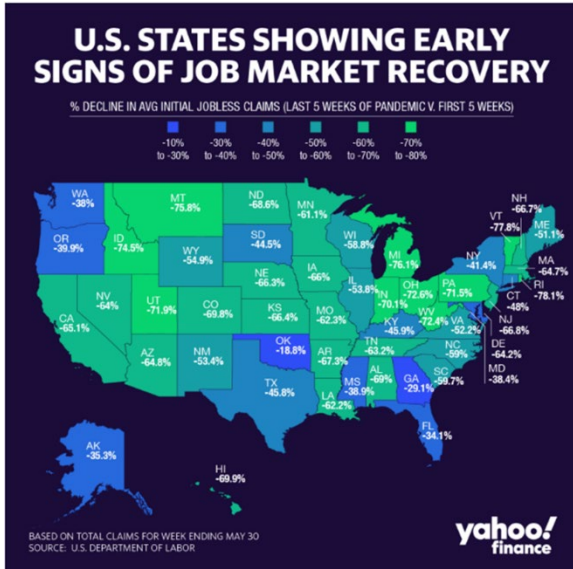 U.S. STATES SHOWING EARLY
SIGNS OF JOB MARKET RECOVERY
% DECLINE IN AVG INITIAL JOBLESS CLAIMS (LAST 5 WEEKS OF PANDEMIC V. FIRST 5 WEEKS)
-10% to -30%
-30% to -40%
-40% to -50%
-50% to -60%
-60% to -70%
-70% to -80%
WA -38%
OR -39.9%
CA -65.1%
NV -64%
ID -74.5%
MT -75.8%
WY -54.9%
UT -71.9%
AZ -64.8%
CO -69.8%
NM -53.4%
ND -68.6%
SD -44.5%
NE -66.3%
KS -66.4%
OK -18.8%
TX -45.8%
MN -61.1%
IA -66%
MO -62.3%
AR -67.3%
LA -62.2%
WI -58.8%
IL -53.8%
MI -76.1%
IN -70.1%
OH -72.6%
KY -45.9%
TN -63.2%
MS -38.9%
AL -69%
GA -29.1%
FL -34.1%
SC -59.7%
NC -59%
VA -52.2%
WV -72.4%
PA -71.5%
NY -41.4%
VT -77.8%
NH -66.7%
ME -51.1%
MA -64.7%
RI -78.1%
CT -48%
NJ -66.8%
DE -64.2%
MD -38.4%
AK -35.3%
HI -69.9%
BASED ON TOTAL CLAIMS FOR WEEK ENDING MAY 30
SOURCE: U.S. DEPARTMENT OF LABOR
yahoo!
finance